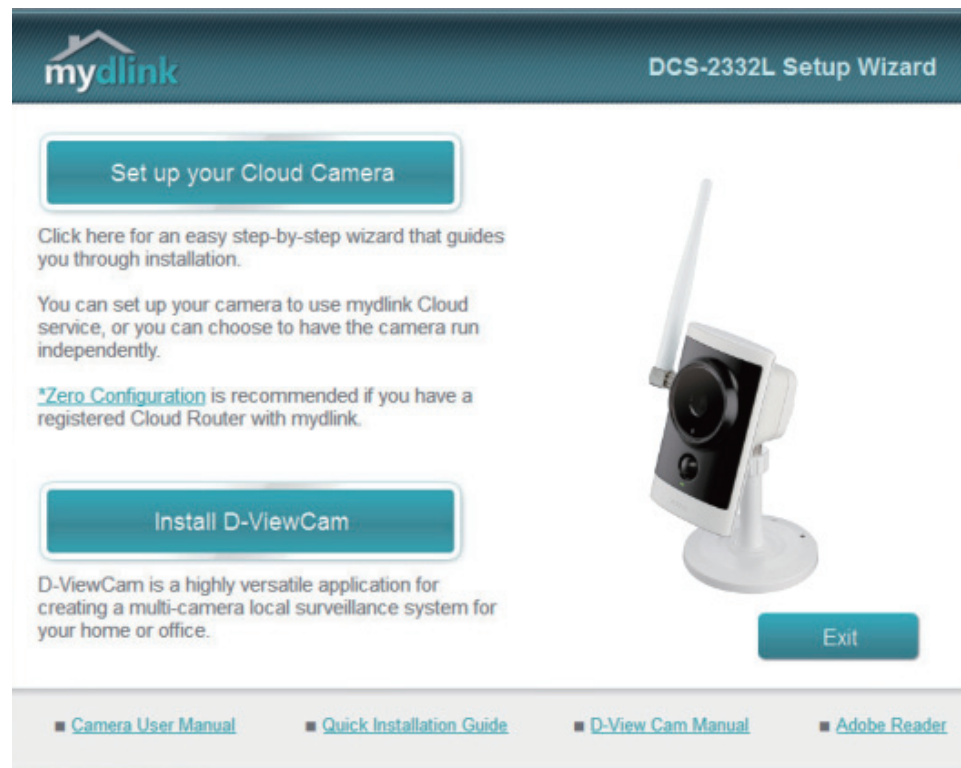 mydlink
DCS-2332L Setup Wizard
Set up your Cloud Camera
Click here for an easy step-by-step wizard that guides
you through installation.
You can set up your camera to use mydlink Cloud
service, or you can choose to have the camera run
independently.
*Zero Configuration is recommended if you have a
registered Cloud Router with mydlink.
Install D-ViewCam
D-ViewCam is a highly versatile application for
creating a multi-camera local surveillance system for
your home or office.
Exit
Camera User Manual
Quick Installation Guide
D-View Cam Manual
Adobe Reader